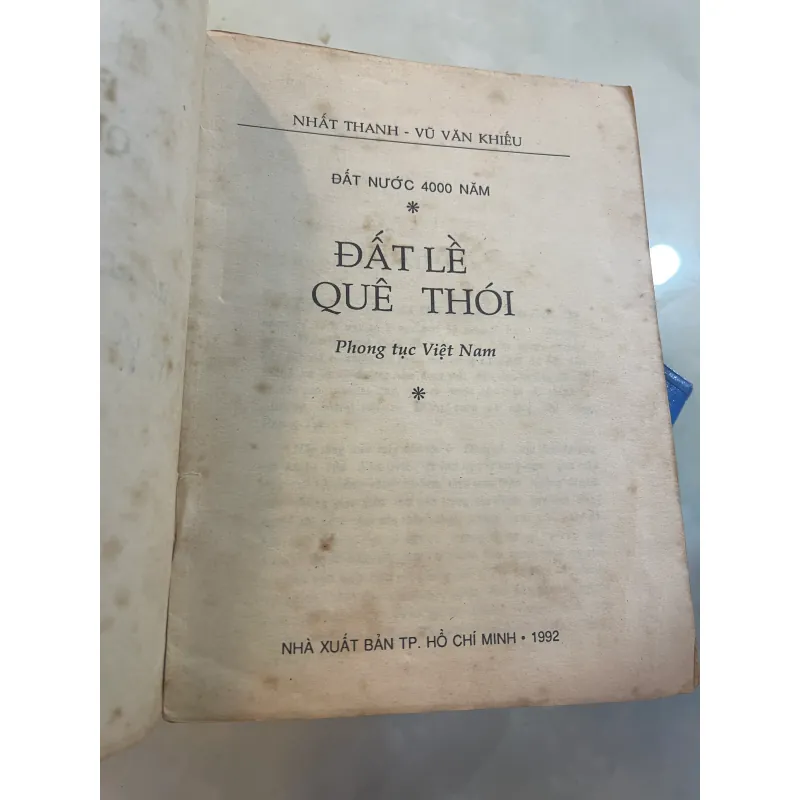 NHẤT THANH - VŨ VĂN KHIẾU
ĐẤT NƯỚC 4000 NĂM
*
ĐẤT LỀ
QUÊ THÓI
Phong tục Việt Nam
*
NHÀ XUẤT BẢN TP. HỒ CHÍ MINH • 1992